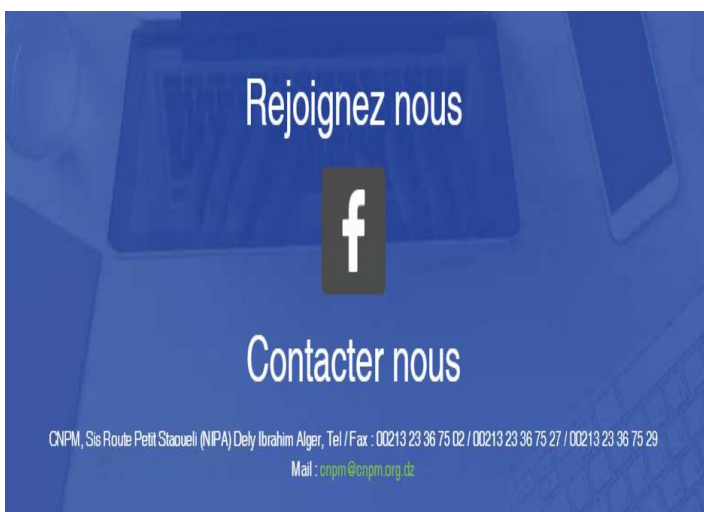 Rejoignez nous
f
Contacter nous
CNPM, Sis Route Petit Staoueli (NIPA) Dely Ibrahim Alger, Tel / Fax : 00213 23 36 75 02 / 00213 23 36 75 27 / 00213 23 36 75 29
Mail : cnpm@cnpm.org.dz